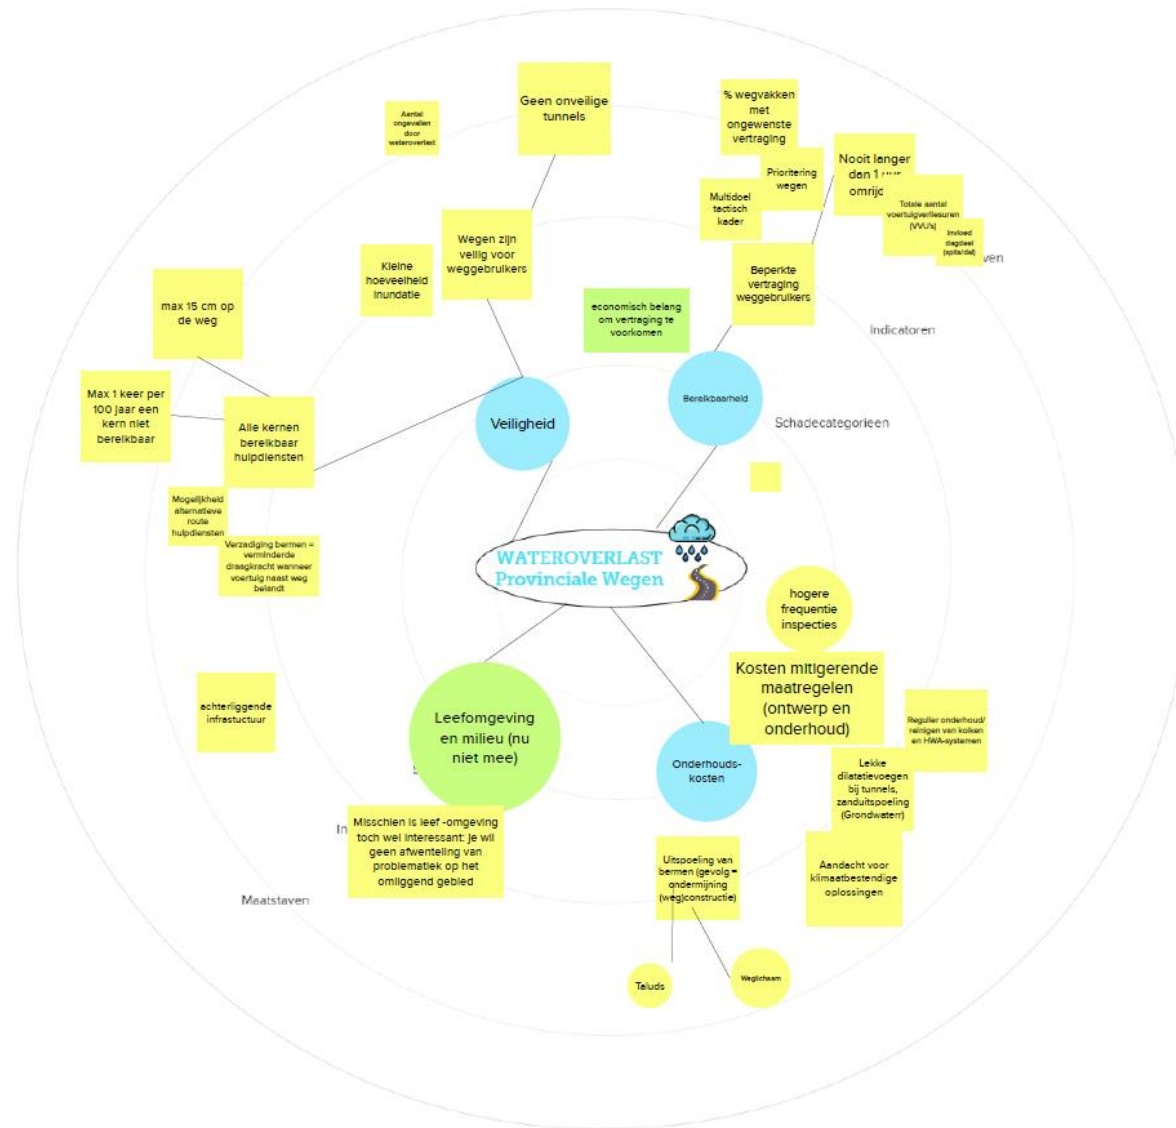 Geen onveilige
tunnels
Aantal
ongevallen
door
wateroverlast
% wegvakken
met
ongewenste
vertraging
Prioritering
wegen
Multidoel
tactisch
kader
Nooit langer
dan 1 uur
omrijd
Totale aantal
voertuigverliesuren
(VVU's)
Invloed
dagdeel
(spits/dal)
ven
Wegen zijn
veilig voor
weggebruikers
Kleine
hoeveelheid
inundatie
Beperkte
vertraging
weggebruikers
Indicatoren
economisch belang
om vertraging te
voorkomen
max 15 cm op
de weg
Max 1 keer per
100 jaar een
kern niet
bereikbaar
Alle kernen
bereikbaar
hulpdiensten
Veiligheid
Bereikbaarheid
Schadecategorieen
Mogelijkheid
alternatieve
route
hulpdiensten
Verzadiging bermen =
verminderde
draagkracht wanneer
voertuig naast weg
belandt
WATEROVERLAST
Provinciale Wegen
hogere
frequentie
inspecties
Kosten mitigerende
maatregelen
(ontwerp en
onderhoud)
achterliggende
infrastuctuur
Leefomgeving
en milieu (nu
niet mee)
Onderhouds-
kosten
Regulier onderhoud/
reinigen van kolken
en HWA-systemen
Lekke
dilatatievoegen
bij tunnels,
zanduitspoeling
(Grondwaterr)
In
Misschien is leef -omgeving
toch wel interessant: je wil
geen afwenteling van
problematiek op het
omliggend gebied
Uitspoeling van
bermen (gevolg =
ondermijning
(weg)constructie)
Aandacht voor
klimaatbestendige
oplossingen
Maatstaven
Taluds
Weglichaam